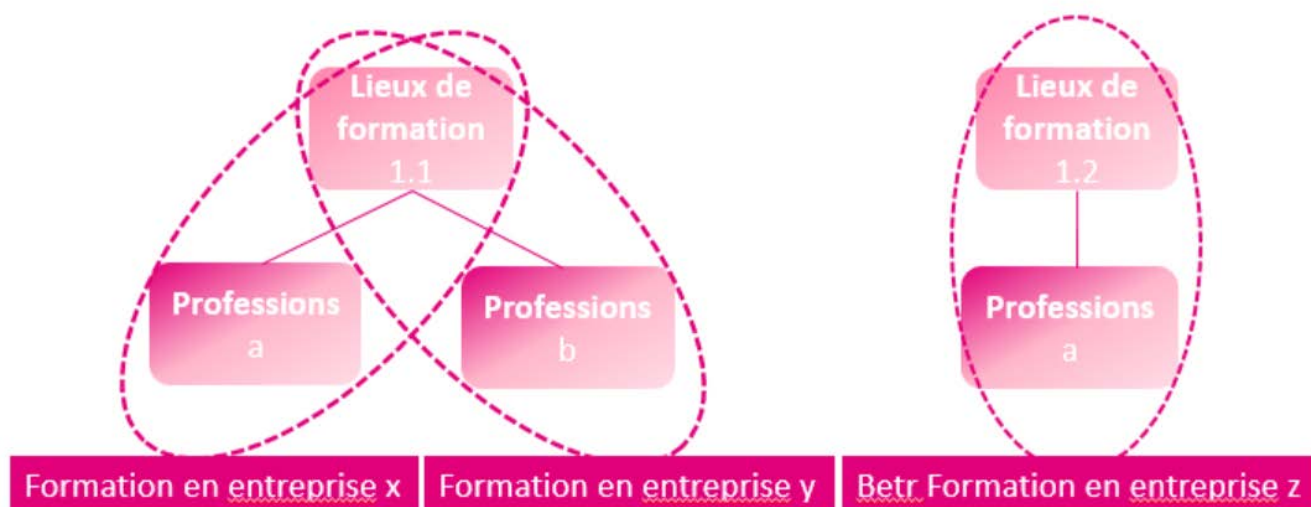 Lieux de
formation
1.1
Lieux de
formation
1.2
Professions
a
Professions
b
Professions
a
Formation en entreprise x
Formation en entreprise y
Betr Formation en entreprise z